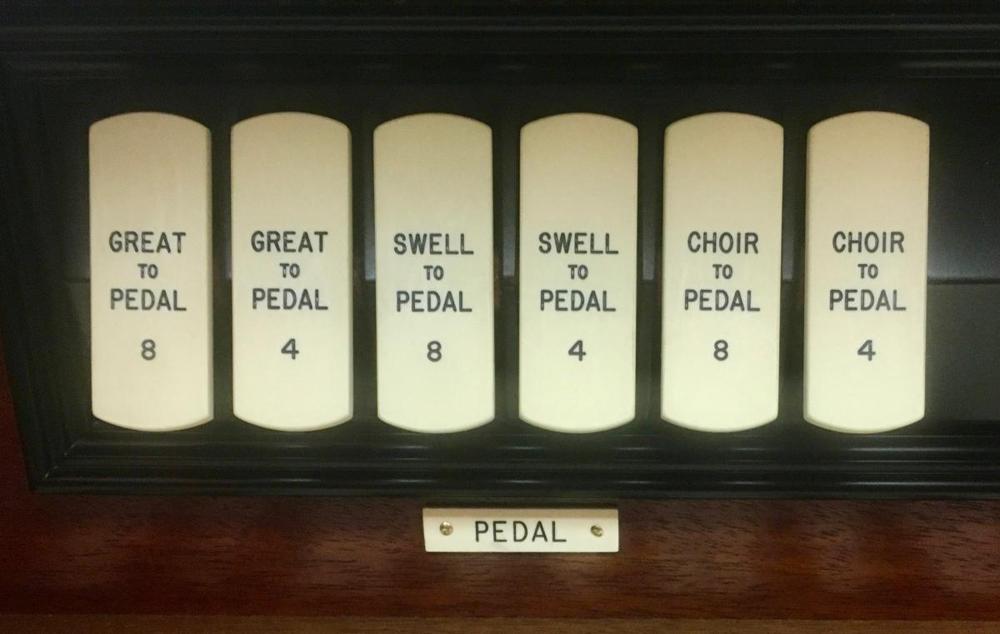 GREAT
TO
PEDAL
8
GREAT
TO
PEDAL
4
SWELL
TO
PEDAL
8
SWELL
TO
PEDAL
4
CHOIR
TO
PEDAL
8
CHOIR
TO
PEDAL
4
PEDAL